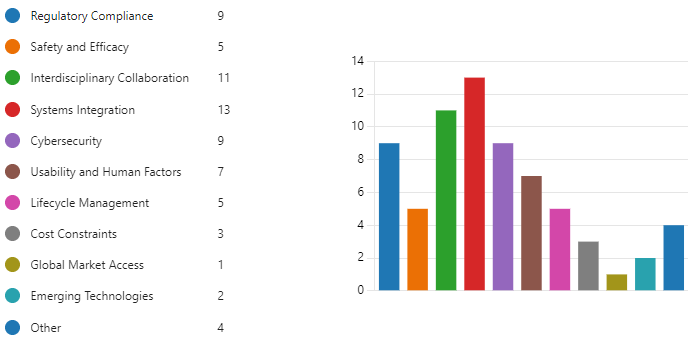 Regulatory Compliance 9
Safety and Efficacy 5
Interdisciplinary Collaboration 11
Systems Integration 13
Cybersecurity 9
Usability and Human Factors 7
Lifecycle Management 5
Cost Constraints 3
Global Market Access 1
Emerging Technologies 2
Other 4
14
12
10
8
6
4
2
0